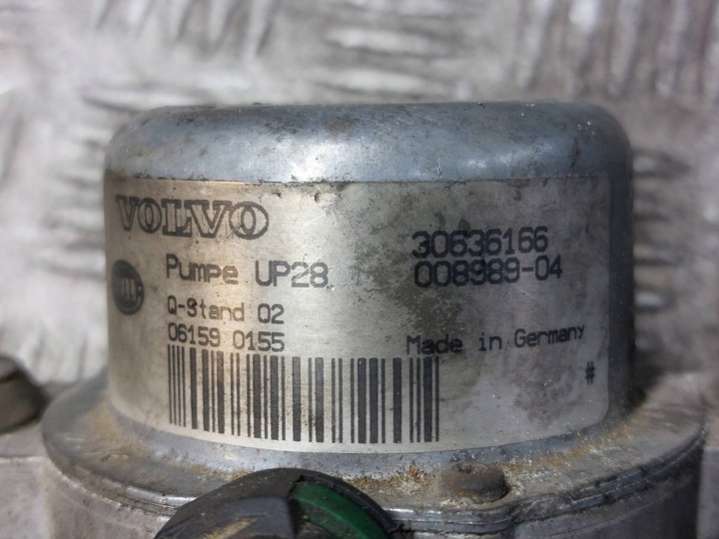 VOLVO
30636166
Pumpe UP28
008989-04
Q-Stand 02
06159 0155
Made in Germany
#